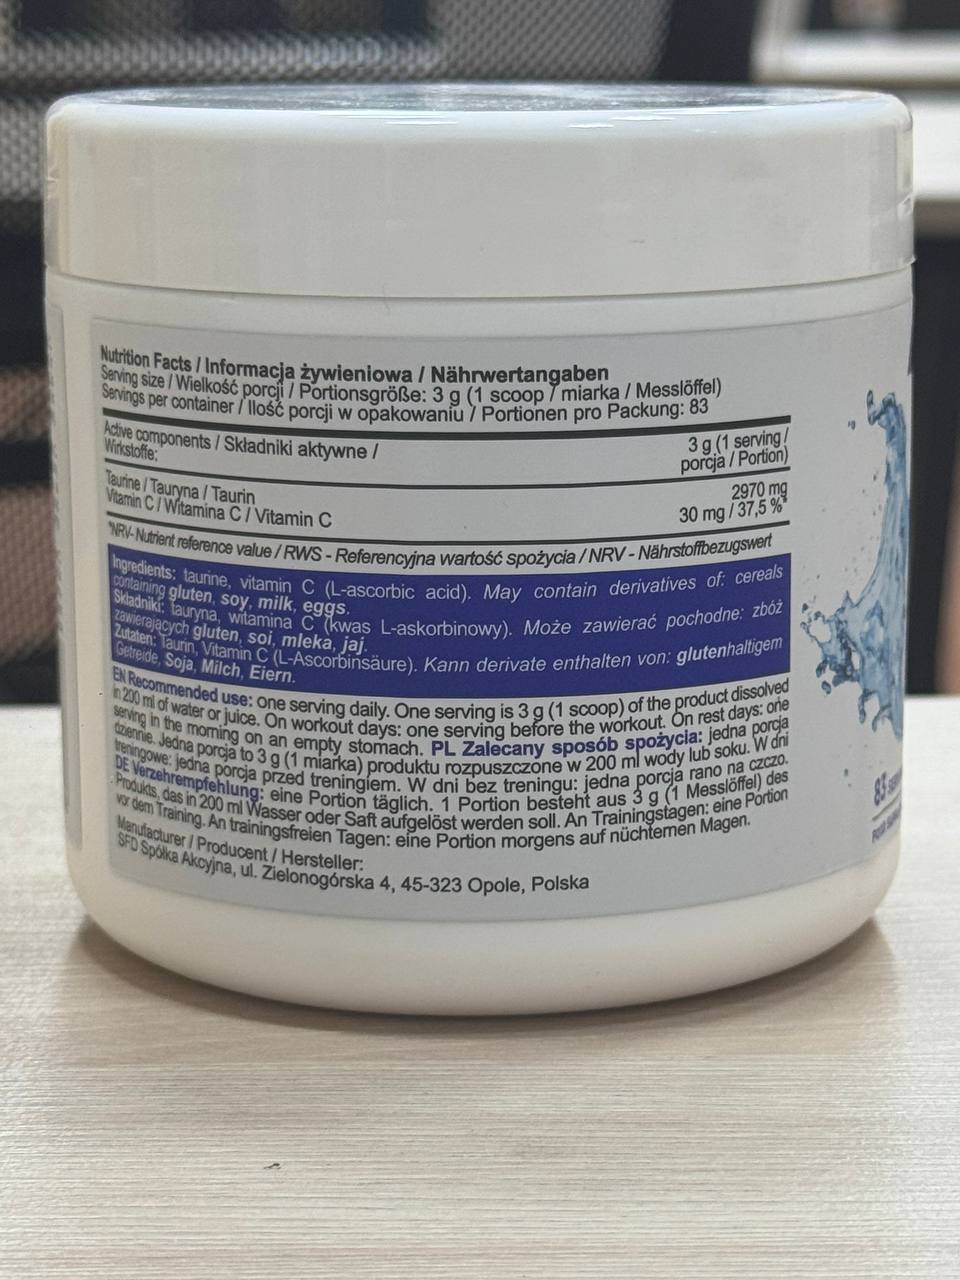 Nutrition Facts / Informacja żywieniowa / Nährwertangaben
Serving size / Wielkość porcji / Portionsgröße: 3 g (1 scoop / miarka / Messlöffel)
Servings per container / Ilość porcji w opakowaniu / Portionen pro Packung: 83
Active components / Składniki aktywne /
Wirkstoffe:
3 g (1 serving /
porcja / Portion)
Taurine / Tauryna / Taurin 2970 mg
Vitamin C / Witamina C / Vitamin C 30 mg / 37,5 %*
*NRV- Nutrient reference value / RWS - Referencyjna wartość spożycia / NRV - Nährstoffbezugswert
Ingredients: taurine, vitamin C (L-ascorbic acid). May contain derivatives of: cereals
containing gluten, soy, milk, eggs.
Składniki: tauryna, witamina C (kwas L-askorbinowy). Może zawierać pochodne: zbóż
zawierających gluten, soi, mleka, jaj.
Zutaten: Taurin, Vitamin C (L-Ascorbinsäure). Kann derivate enthalten von: glutenhaltigem
Getreide, Soja, Milch, Eiern.
EN Recommended use: one serving daily. One serving is 3 g (1 scoop) of the product dissolved
in 200 ml of water or juice. On workout days: one serving before the workout. On rest days: one
serving in the morning on an empty stomach. PL Zalecany sposób spożycia: jedna porcja
dziennie. Jedna porcja to 3 g (1 miarka) produktu rozpuszczone w 200 ml wody lub soku. W dni
treningowe: jedna porcja przed treningiem. W dni bez treningu: jedna porcja rano na czczo.
DE Verzehrempfehlung: eine Portion täglich. 1 Portion besteht aus 3 g (1 Messlöffel) des
Produkts, das in 200 ml Wasser oder Saft aufgelöst werden soll. An Trainingstagen: eine Portion
vor dem Training. An trainingsfreien Tagen: eine Portion morgens auf nüchternen Magen.
Manufacturer / Producent / Hersteller:
SFD Spółka Akcyjna, ul. Zielonogórska 4, 45-323 Opole, Polska
83